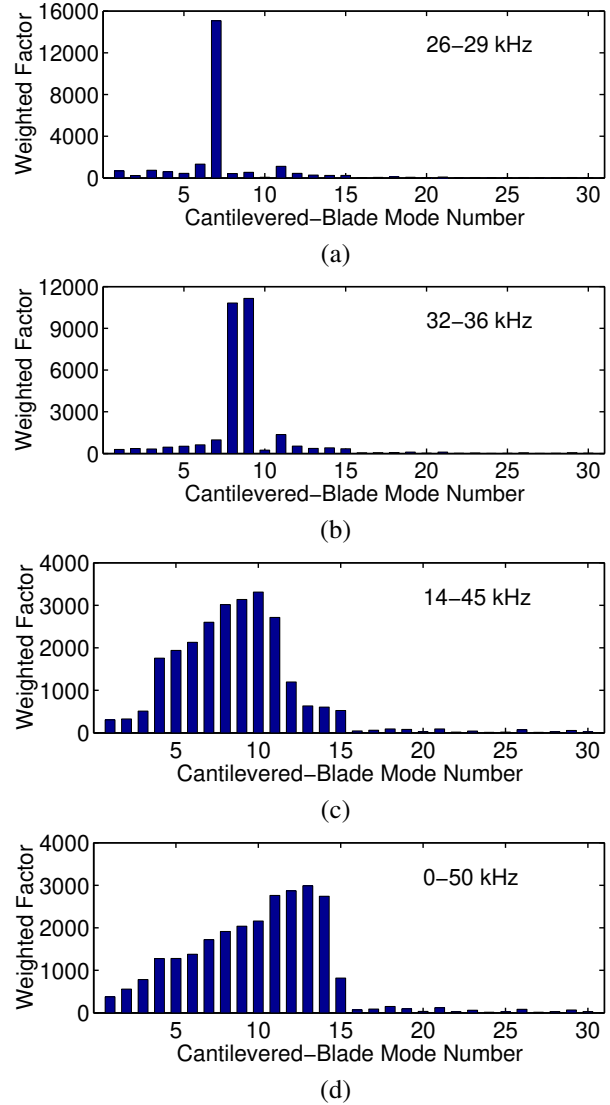 16000
12000
8000
4000
0
Weighted Factor
26–29 kHz
5 10 15 20 25 30
Cantilevered–Blade Mode Number
(a)
12000
9000
6000
3000
0
Weighted Factor
32–36 kHz
5 10 15 20 25 30
Cantilevered–Blade Mode Number
(b)
4000
3000
2000
1000
0
Weighted Factor
14–45 kHz
5 10 15 20 25 30
Cantilevered–Blade Mode Number
(c)
4000
3000
2000
1000
0
Weighted Factor
0–50 kHz
5 10 15 20 25 30
Cantilevered–Blade Mode Number
(d)